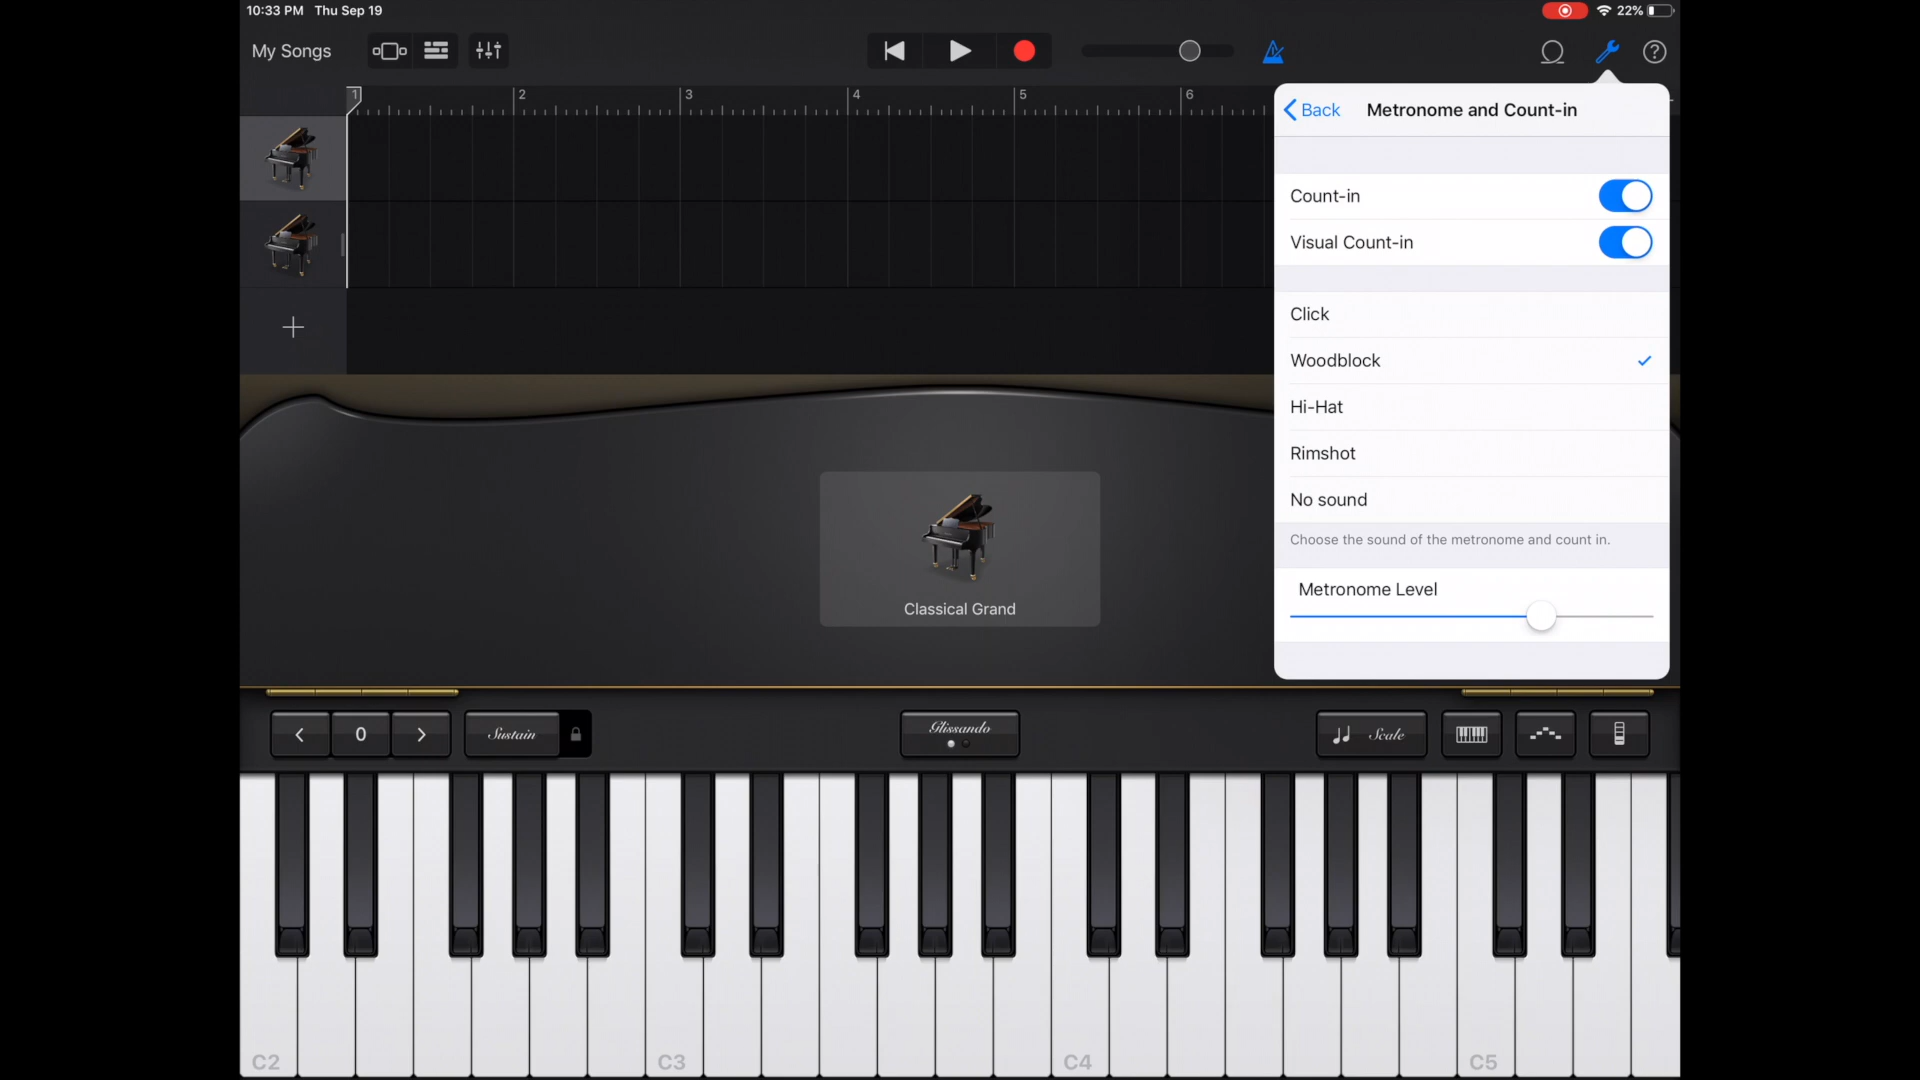 10:33 PM Thu Sep 19
22%
My Songs
1 2 3 4 5 6
Back Metronome and Count-in
Count-in
Visual Count-in
Click
Woodblock
Hi-Hat
Rimshot
No sound
Choose the sound of the metronome and count in.
Metronome Level
Classical Grand
0 Sustain Glissando Scale
C2 C3 C4 C5